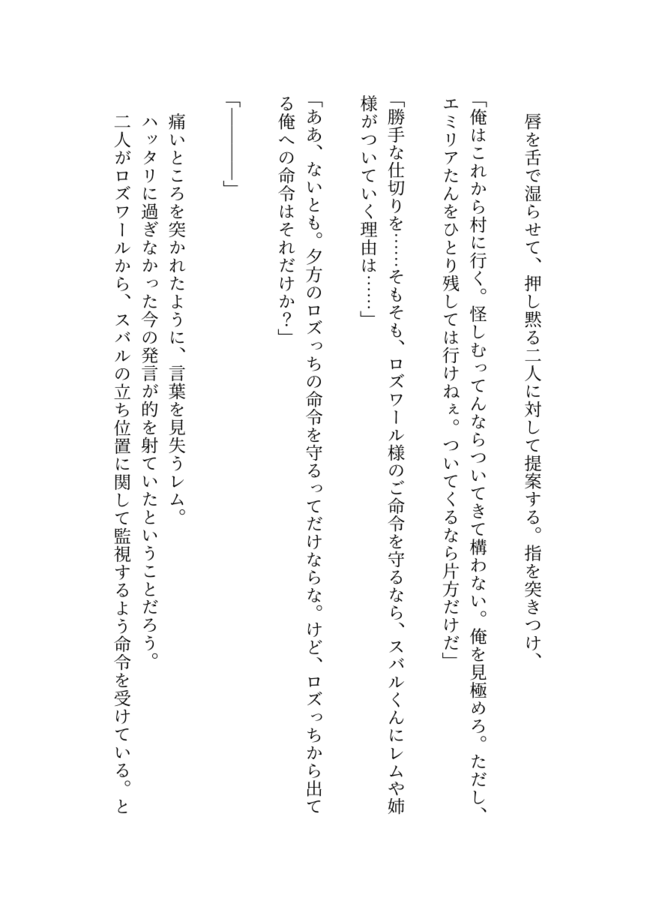 唇を舌で湿らせて、押し黙る二人に対して提案する。指を突きつけ、
「俺はこれから村に行く。怪しむってんならついてきて構わない。俺を見極めろ。ただし、
エミリアたんをひとり残しては行けねぇ。ついてくるなら片方だけだ」
「勝手な仕切りを……そもそも、ロズワール様のご命令を守るなら、スバルくんにレムや姉
様がついていく理由は……」
「ああ、ないとも。夕方のロズっちの命令を守るってだけならな。けど、ロズっちから出て
る俺への命令はそれだけか？」
「――――」
痛いところを突かれたように、言葉を見失うレム。
ハッタリに過ぎなかった今の発言が的を射ていたということだろう。
二人がロズワールから、スバルの立ち位置に関して監視するよう命令を受けている。と